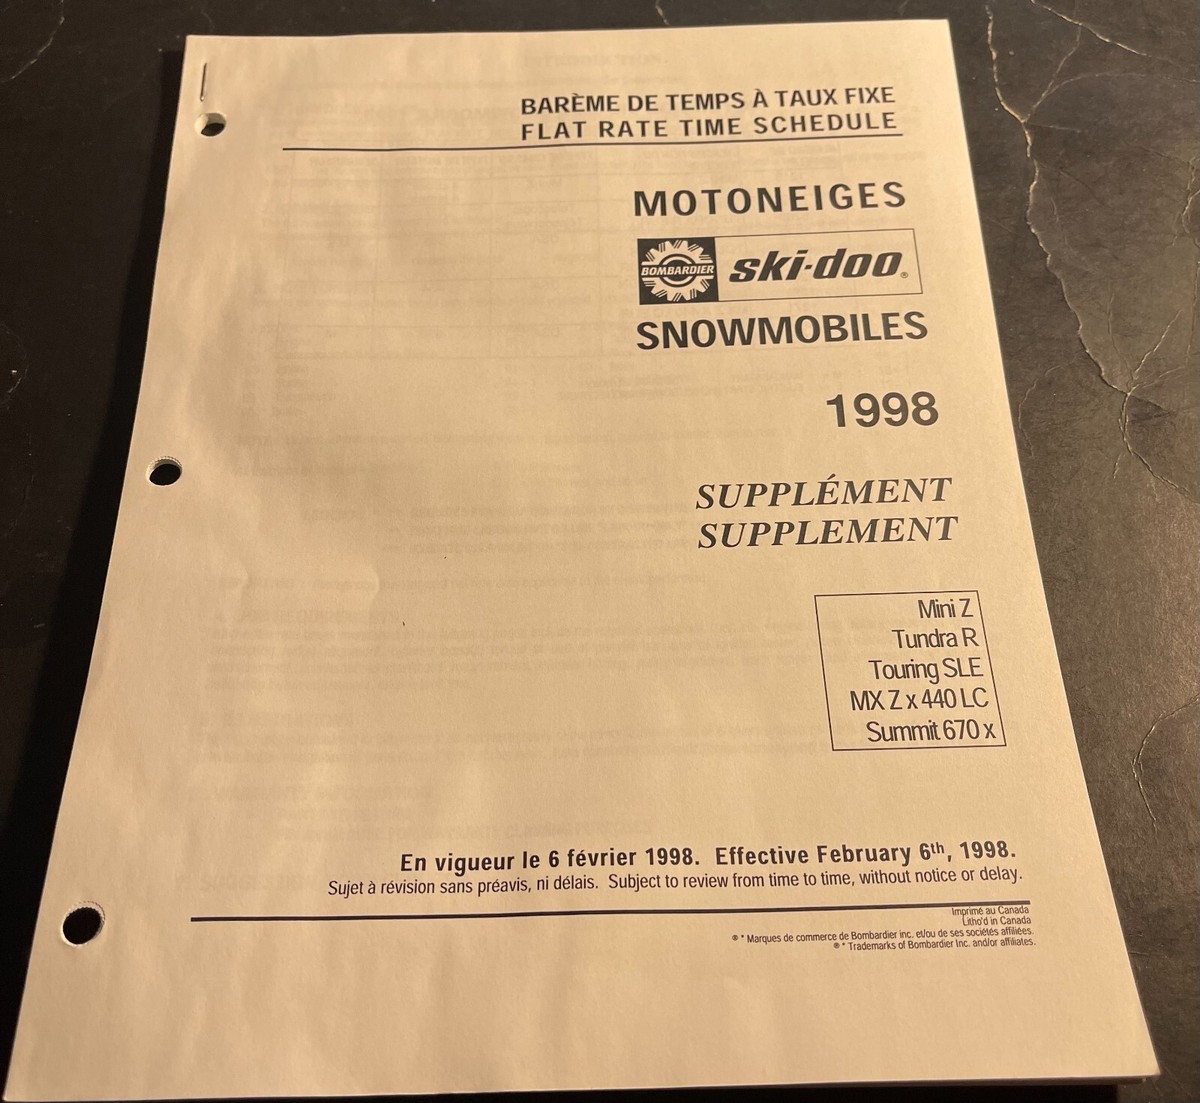 BARÈME DE TEMPS À TAUX FIXE
FLAT RATE TIME SCHEDULE
MOTONEIGES
BOMBARDIER ski-doo®
SNOWMOBILES
1998
SUPPLÉMENT
SUPPLEMENT
Mini Z
Tundra R
Touring SLE
MX Z x 440 LC
Summit 670 x
En vigueur le 6 février 1998. Effective February 6th, 1998.
Sujet à révision sans préavis, ni délais. Subject to review from time to time, without notice or delay.
Imprimé au Canada
Litho'd in Canada
®* Marques de commerce de Bombardier inc. et/ou de ses sociétés affiliées.
®* Trademarks of Bombardier Inc. and/or affiliates.